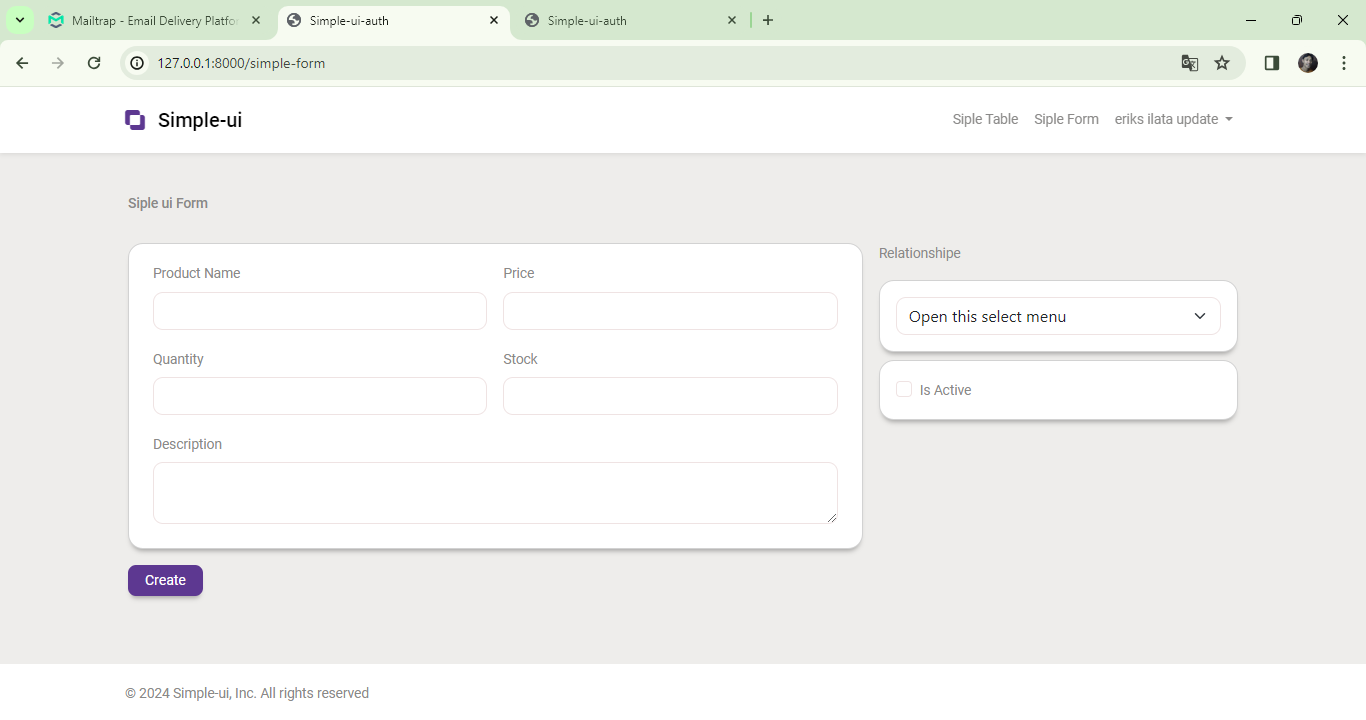 Mailtrap - Email Delivery Platfo
Simple-ui-auth
Simple-ui-auth
127.0.0.1:8000/simple-form
Simple-ui
Siple Table
Siple Form
eriks ilata update
Siple ui Form
Product Name
Price
Quantity
Stock
Description
Create
Relationshipe
Open this select menu
Is Active
© 2024 Simple-ui, Inc. All rights reserved